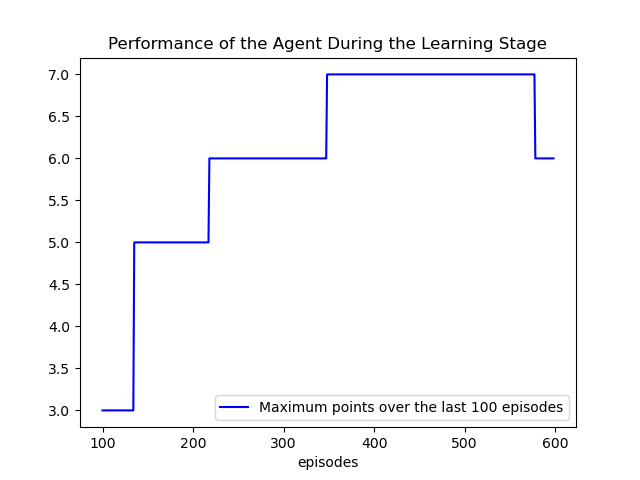 Performance of the Agent During the Learning Stage
7.0
6.5
6.0
5.5
5.0
4.5
4.0
3.5
3.0
Maximum points over the last 100 episodes
100 200 300 400 500 600
episodes